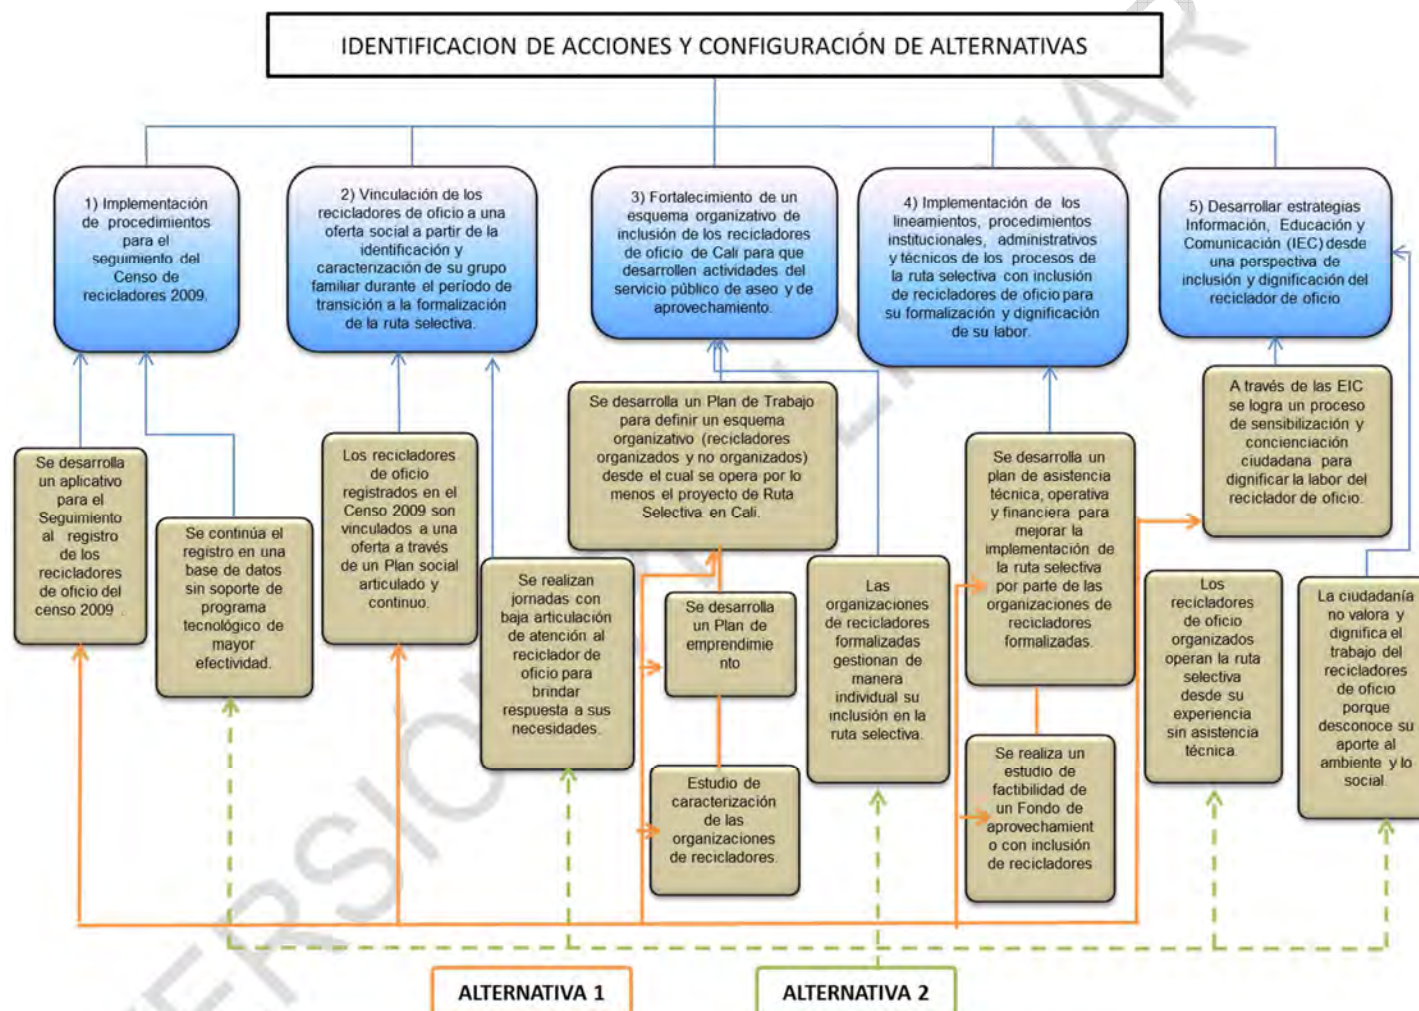 IDENTIFICACION DE ACCIONES Y CONFIGURACIÓN DE ALTERNATIVAS
1) Implementación
de procedimientos
para el
seguimiento del
Censo de
recicladores 2009.
2) Vinculación de los
recicladores de oficio a una
oferta social a partir de la
identificación y
caracterización de su grupo
familiar durante el período de
transición a la formalización
de la ruta selectiva.
3) Fortalecimiento de un
esquema organizativo de
inclusión de los recicladores
de oficio de Cali para que
desarrollen actividades del
servicio público de aseo y de
aprovechamiento.
4) Implementación de los
lineamientos, procedimientos
institucionales, administrativos
y técnicos de los procesos de
la ruta selectiva con inclusión
de recicladores de oficio para
su formalización y dignificación
de su labor.
5) Desarrollar estrategias
Información, Educación y
Comunicación (IEC) desde
una perspectiva de
inclusión y dignificación del
reciclador de oficio
Se desarrolla
un aplicativo
para el
Seguimiento
al registro
de los
recicladores
de oficio del
censo 2009 .
Se continúa el
registro en una
base de datos
sin soporte de
programa
tecnológico de
mayor
efectividad.
Los recicladores
de oficio
registrados en el
Censo 2009 son
vinculados a una
oferta a través
de un Plan social
articulado y
continuo.
Se realizan
jornadas con
baja articulación
de atención al
reciclador de
oficio para
brindar
respuesta a sus
necesidades.
Se desarrolla un Plan de Trabajo
para definir un esquema
organizativo (recicladores
organizados y no organizados)
desde el cual se opera por lo
menos el proyecto de Ruta
Selectiva en Cali.
Se desarrolla
un Plan de
emprendimie
nto
Estudio de
caracterización
de las
organizaciones
de recicladores.
Las
organizaciones
de recicladores
formalizadas
gestionan de
manera
individual su
inclusión en la
ruta selectiva.
Se desarrolla un
plan de asistencia
técnica, operativa
y financiera para
mejorar la
implementación de
la ruta selectiva
por parte de las
organizaciones de
recicladores
formalizadas.
Se realiza un
estudio de
factibilidad de
un Fondo de
aprovechamient
o con inclusión
de recicladores
A través de las EIC
se logra un proceso
de sensibilización y
concienciación
ciudadana para
dignificar la labor del
reciclador de oficio.
Los
recicladores
de oficio
organizados
operan la ruta
selectiva
desde su
experiencia
sin asistencia
técnica.
La ciudadanía
no valora y
dignifica el
trabajo del
recicladores
de oficio
porque
desconoce su
aporte al
ambiente y lo
social.
ALTERNATIVA 1
ALTERNATIVA 2